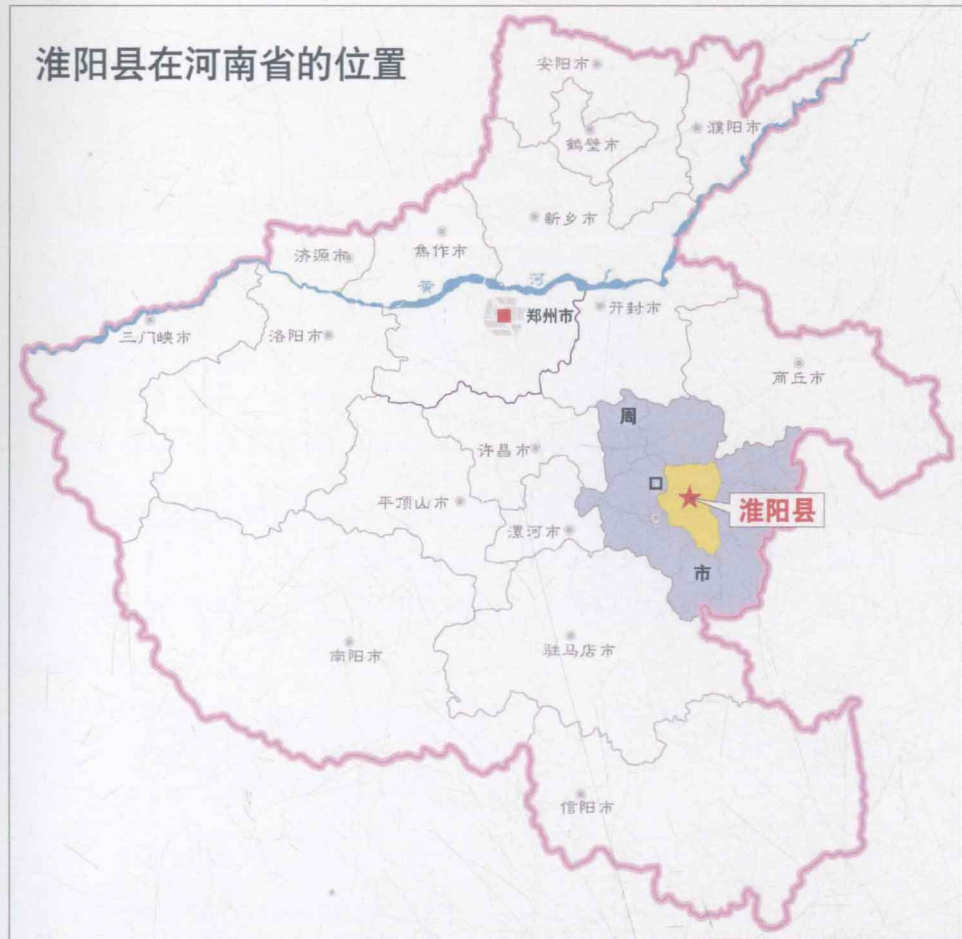 淮阳县在河南省的位置
安阳市
鹤壁市
濮阳市
新乡市
济源市
焦作市
黄河
三门峡市
洛阳市
郑州市
开封市
商丘市
周口市
许昌市
平顶山市
漯河市
淮阳县
南阳市
驻马店市
信阳市